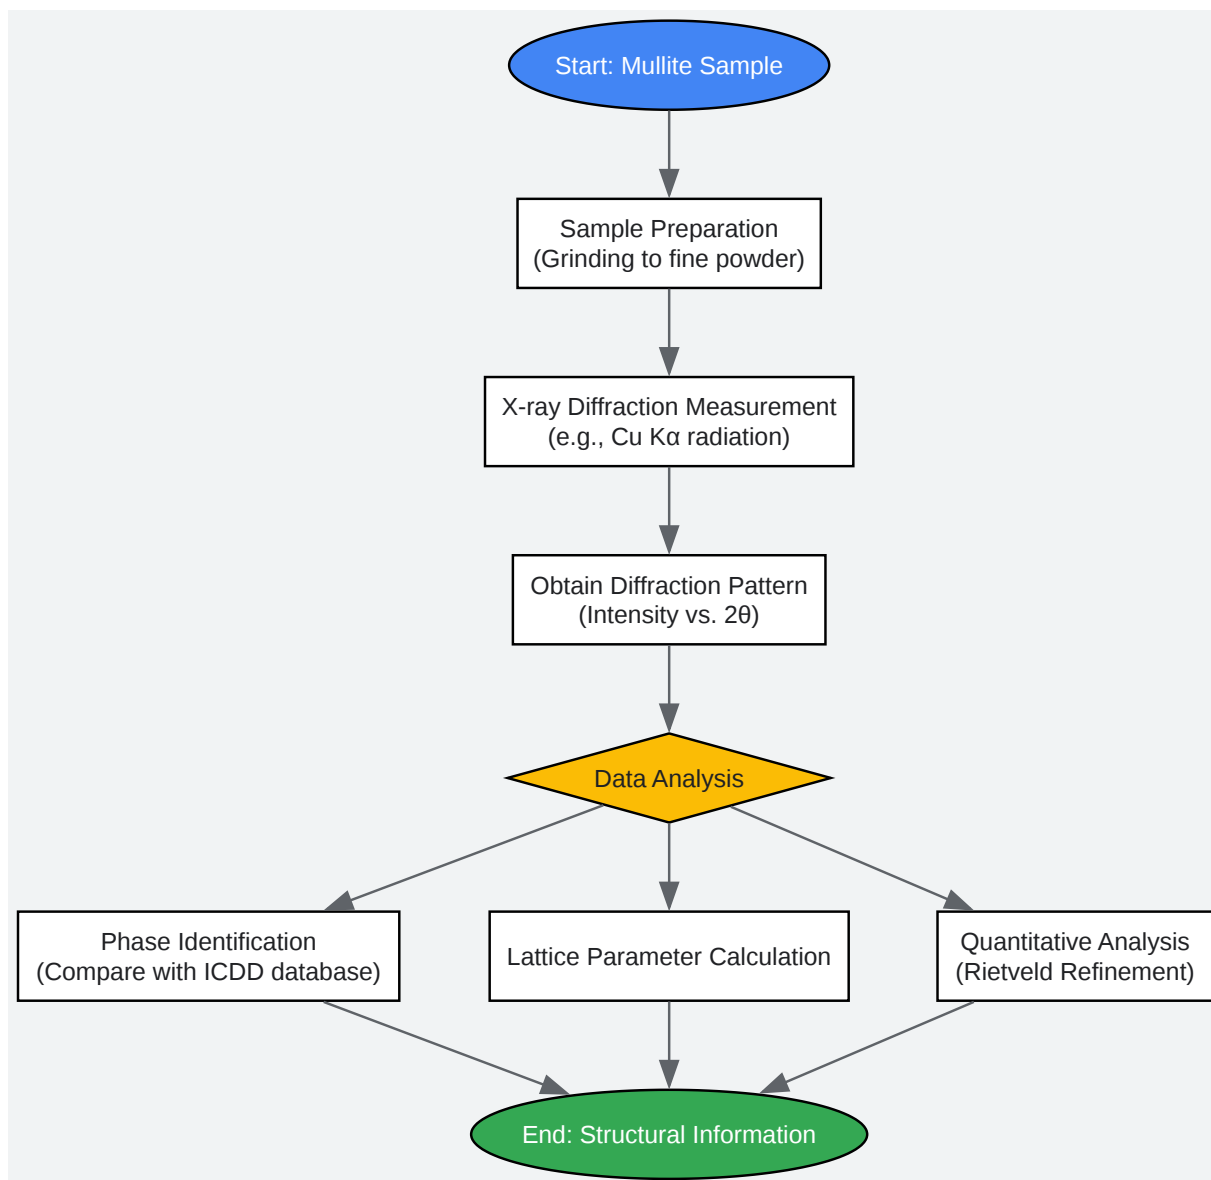 Start: Mullite Sample
Sample Preparation
(Grinding to fine powder)
X-ray Diffraction Measurement
(e.g., Cu Kα radiation)
Obtain Diffraction Pattern
(Intensity vs. 2θ)
Data Analysis
Phase Identification
(Compare with ICDD database)
Lattice Parameter Calculation
Quantitative Analysis
(Rietveld Refinement)
End: Structural Information